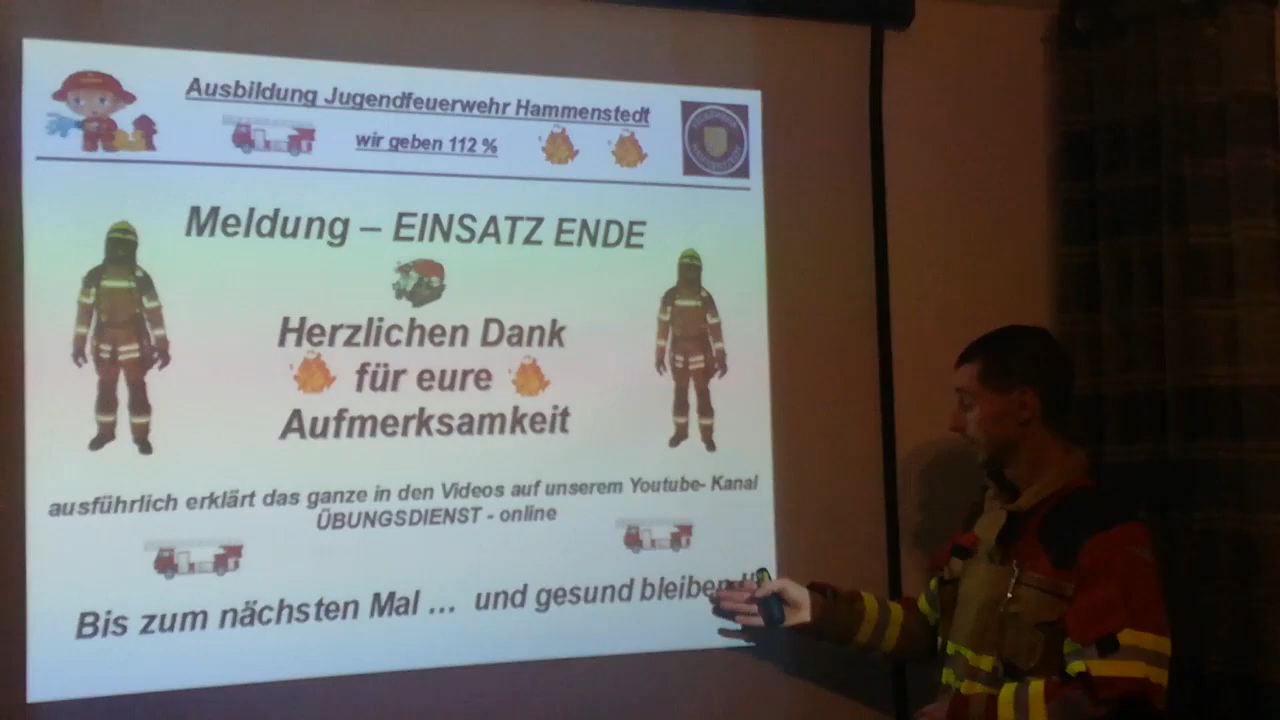 Ausbildung Jugendfeuerwehr Hammenstedt
wir geben 112 %
Meldung – EINSATZ ENDE
Herzlichen Dank
für eure
Aufmerksamkeit
ausführlich erklärt das ganze in den Videos auf unserem Youtube- Kanal
ÜBUNGSDIENST - online
Bis zum nächsten Mal ... und gesund bleiben !!